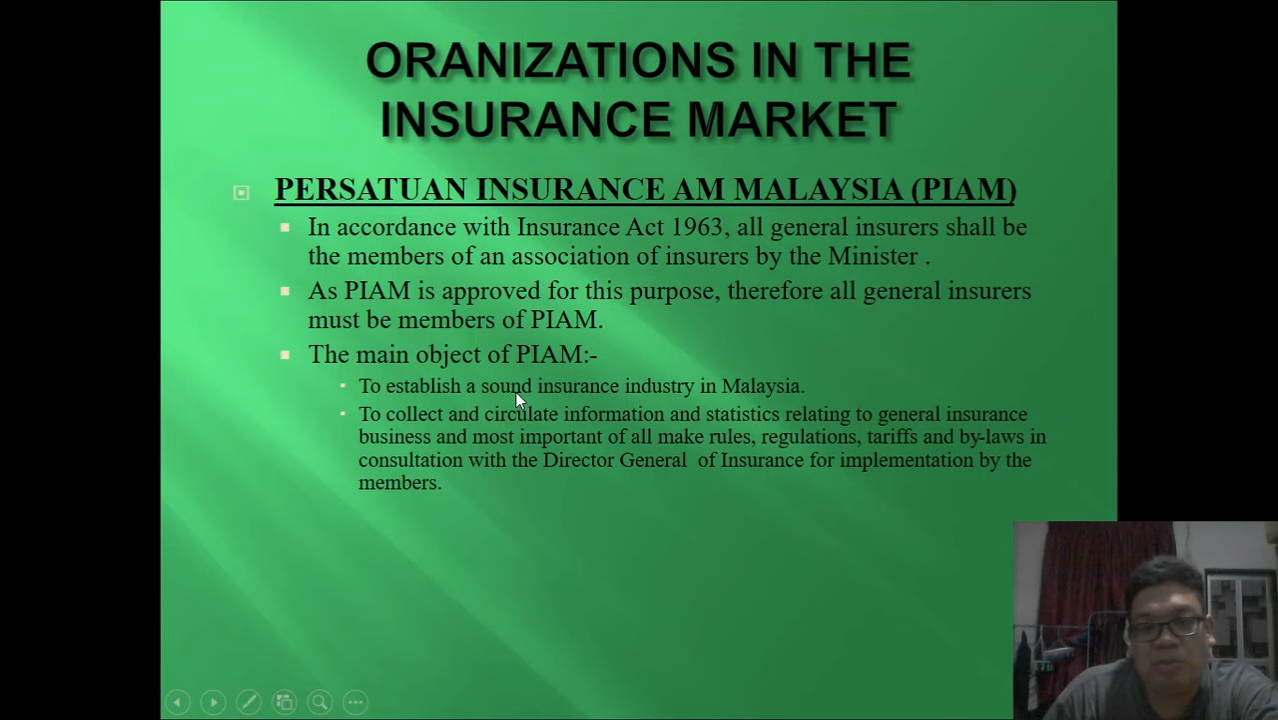 ORANIZATIONS IN THE
INSURANCE MARKET
PERSATUAN INSURANCE AM MALAYSIA (PIAM)
In accordance with Insurance Act 1963, all general insurers shall be
the members of an association of insurers by the Minister .
As PIAM is approved for this purpose, therefore all general insurers
must be members of PIAM.
The main object of PIAM:-
To establish a sound insurance industry in Malaysia.
To collect and circulate information and statistics relating to general insurance
business and most important of all make rules, regulations, tariffs and by-laws in
consultation with the Director General of Insurance for implementation by the
members.